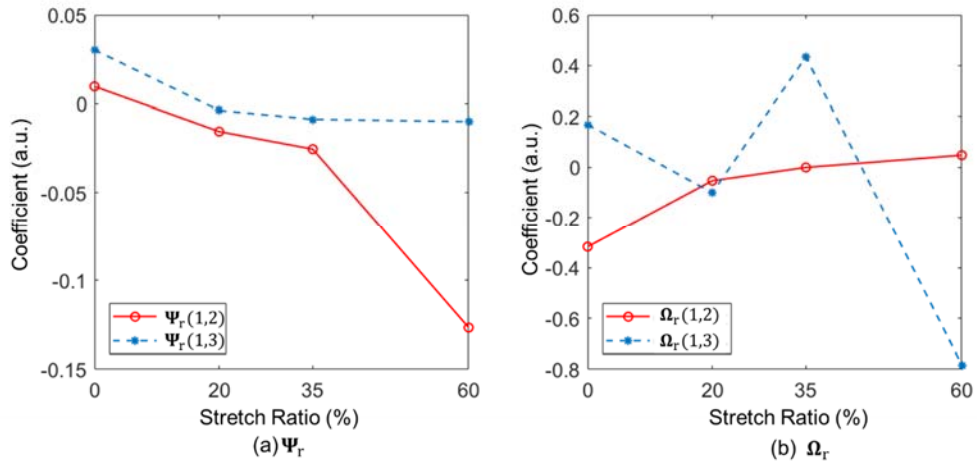 0.05
0
-0.05
-0.1
-0.15
Coefficient (a.u.)
Ψr(1,2)
Ψr(1,3)
0 20 35 60
Stretch Ratio (%)
(a) Ψr
0.6
0.4
0.2
0
-0.2
-0.4
-0.6
-0.8
Coefficient (a.u.)
Ωr(1,2)
Ωr(1,3)
0 20 35 60
Stretch Ratio (%)
(b) Ωr